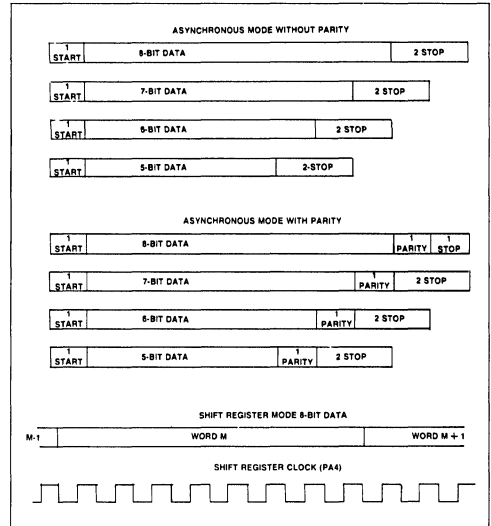 ASYNCHRONOUS MODE WITHOUT PARITY
1 START 8-BIT DATA 2 STOP
1 START 7-BIT DATA 2 STOP
1 START 6-BIT DATA 2 STOP
1 START 5-BIT DATA 2-STOP
ASYNCHRONOUS MODE WITH PARITY
1 START 8-BIT DATA 1 PARITY 1 STOP
1 START 7-BIT DATA 1 PARITY 2 STOP
1 START 6-BIT DATA 1 PARITY 2 STOP
1 START 5-BIT DATA 1 PARITY 2 STOP
SHIFT REGISTER MODE 8-BIT DATA
M-1 WORD M WORD M + 1
SHIFT REGISTER CLOCK (PA4)